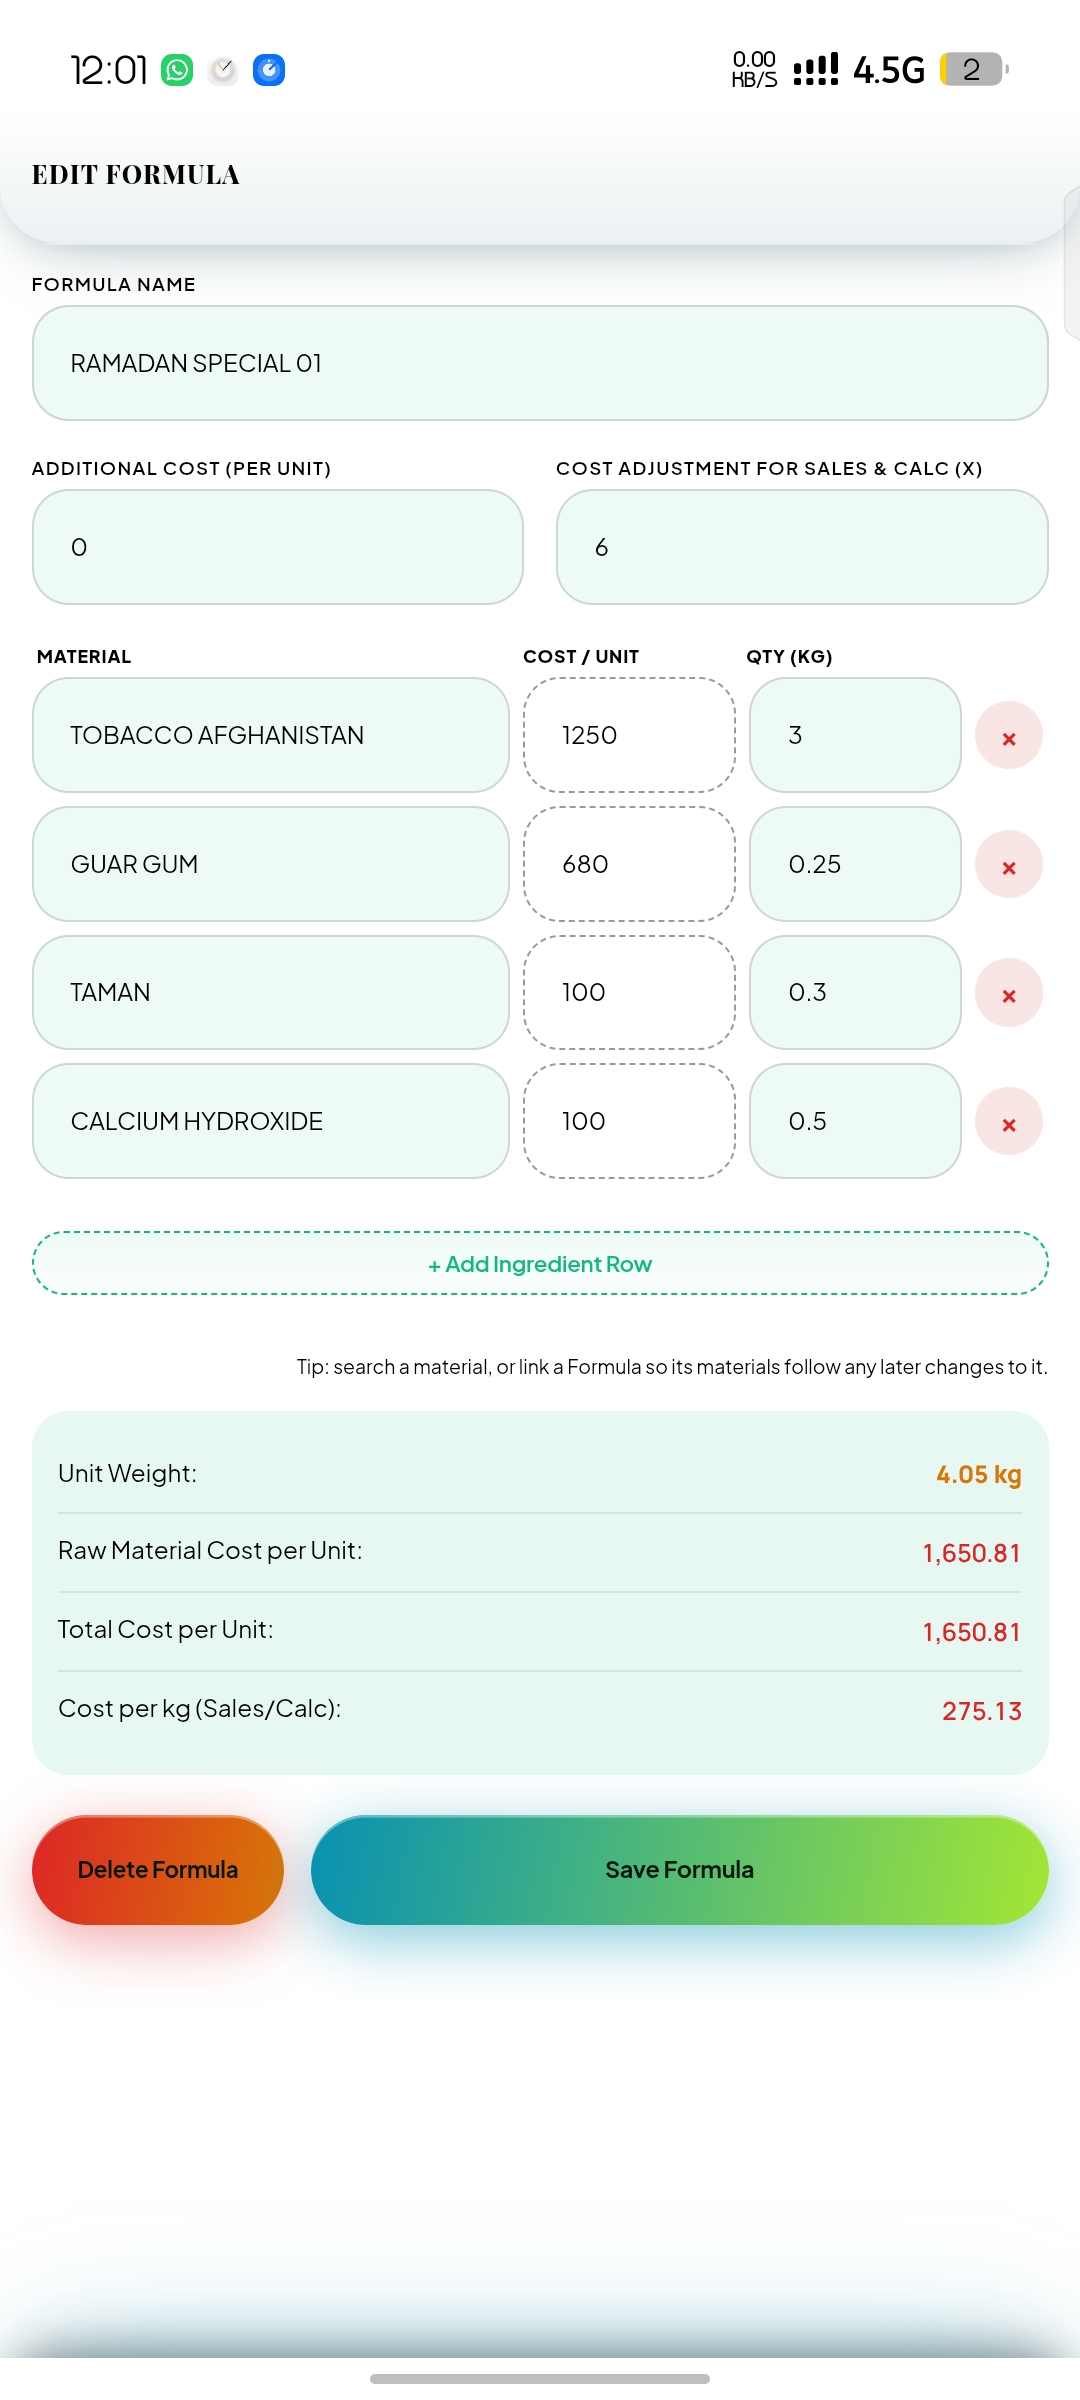 12:01
0.00
KB/S
4.5G
2
EDIT FORMULA
FORMULA NAME
RAMADAN SPECIAL 01
ADDITIONAL COST (PER UNIT)
COST ADJUSTMENT FOR SALES & CALC (X)
0
6
MATERIAL
COST / UNIT
QTY (KG)
TOBACCO AFGHANISTAN
1250
3
×
GUAR GUM
680
0.25
×
TAMAN
100
0.3
×
CALCIUM HYDROXIDE
100
0.5
×
+ Add Ingredient Row
Tip: search a material, or link a Formula so its materials follow any later changes to it.
Unit Weight:
4.05 kg
Raw Material Cost per Unit:
1,650.81
Total Cost per Unit:
1,650.81
Cost per kg (Sales/Calc):
275.13
Delete Formula
Save Formula